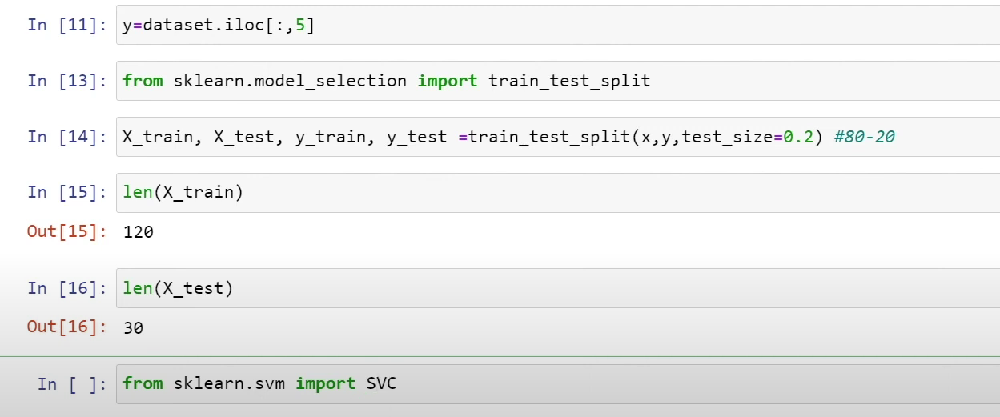 In [11]: y=dataset.iloc[:,5]
In [13]: from sklearn.model_selection import train_test_split
In [14]: X_train, X_test, y_train, y_test =train_test_split(x,y,test_size=0.2) #80-20
In [15]: len(X_train)
Out[15]: 120
In [16]: len(X_test)
Out[16]: 30
In [ ]: from sklearn.svm import SVC